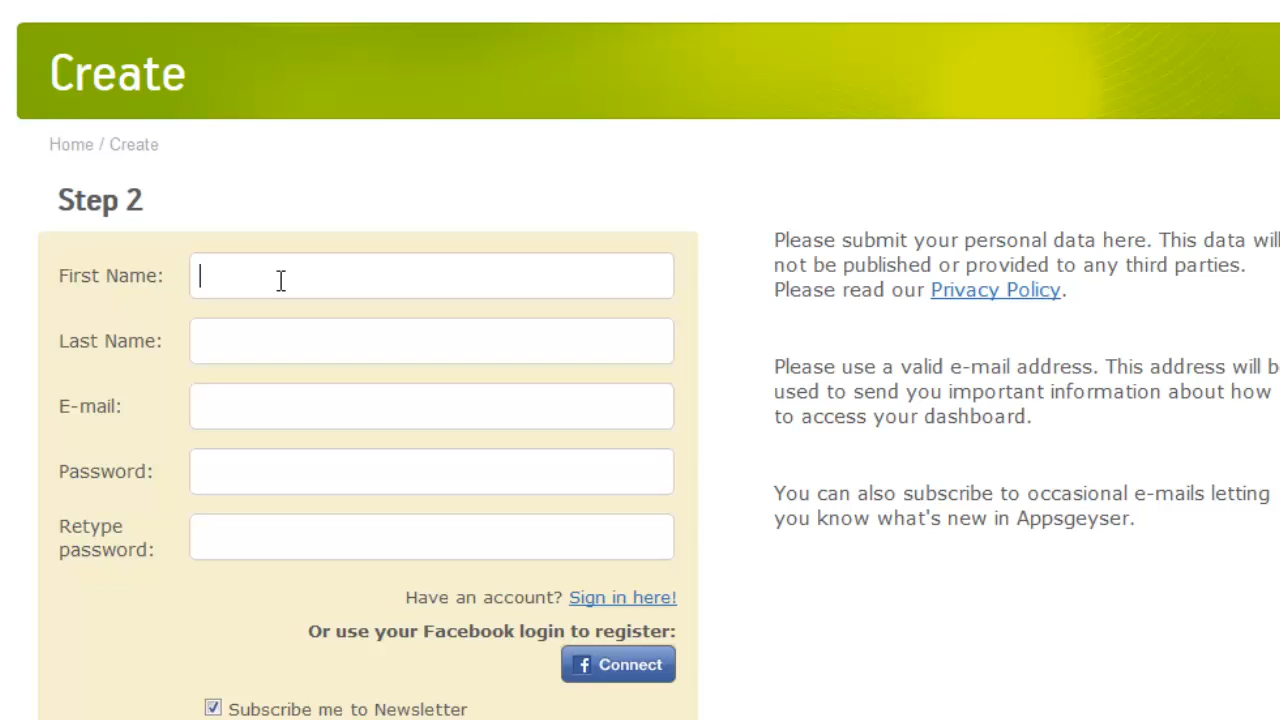 Create
Home / Create
Step 2
First Name:
Last Name:
E-mail:
Password:
Retype
password:
Have an account? Sign in here!
Or use your Facebook login to register:
f Connect
Subscribe me to Newsletter
Please submit your personal data here. This data will
not be published or provided to any third parties.
Please read our Privacy Policy.
Please use a valid e-mail address. This address will be
used to send you important information about how
to access your dashboard.
You can also subscribe to occasional e-mails letting
you know what's new in Appsgeyser.